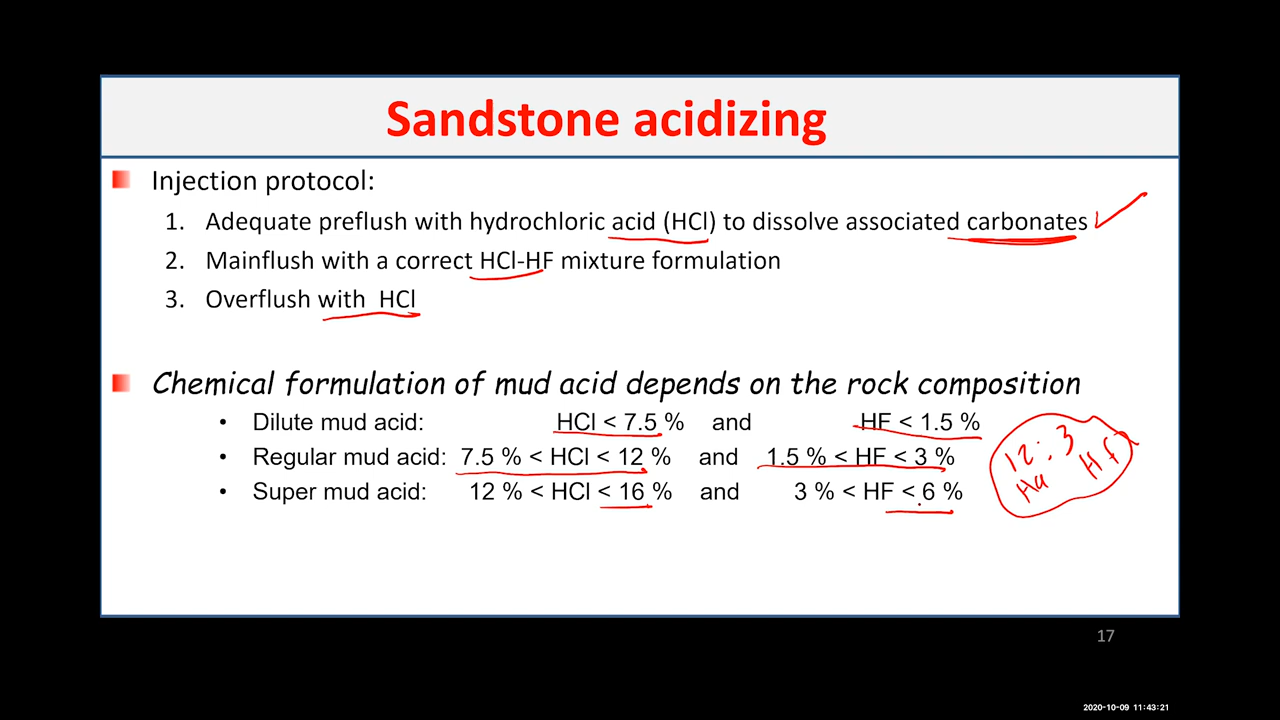 Sandstone acidizing
Injection protocol:
1. Adequate preflush with hydrochloric acid (HCl) to dissolve associated carbonates
2. Mainflush with a correct HCl-HF mixture formulation
3. Overflush with HCl
Chemical formulation of mud acid depends on the rock composition
• Dilute mud acid: HCl < 7.5 % and HF < 1.5 %
• Regular mud acid: 7.5 % < HCl < 12 % and 1.5 % < HF < 3 %
• Super mud acid: 12 % < HCl < 16 % and 3 % < HF < 6 %
12 : 3
HF
17
2020-10-09 11:43:21